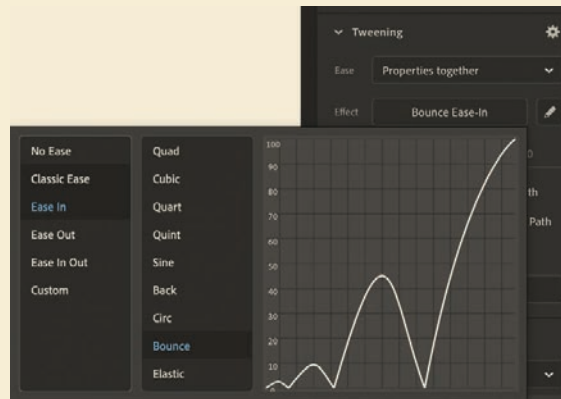 Tweening
Ease Properties together
Effect Bounce Ease-In
No Ease
Classic Ease
Ease In
Ease Out
Ease In Out
Custom
Quad
Cubic
Quart
Quint
Sine
Back
Circ
Bounce
Elastic
100
90
80
70
60
50
40
30
20
10
Path